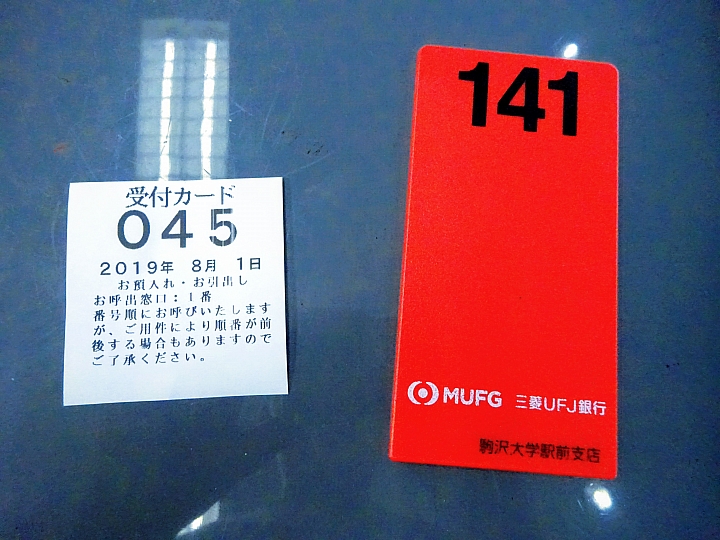 受付カード
045
2019年 8月 1日
お預入れ・お引出し
お呼出窓口：1番
番号順にお呼びいたします
が、ご用件により順番が前
後する場合もありますので
ご了承ください。
141
MUFG 三菱UFJ銀行
駒沢大学駅前支店